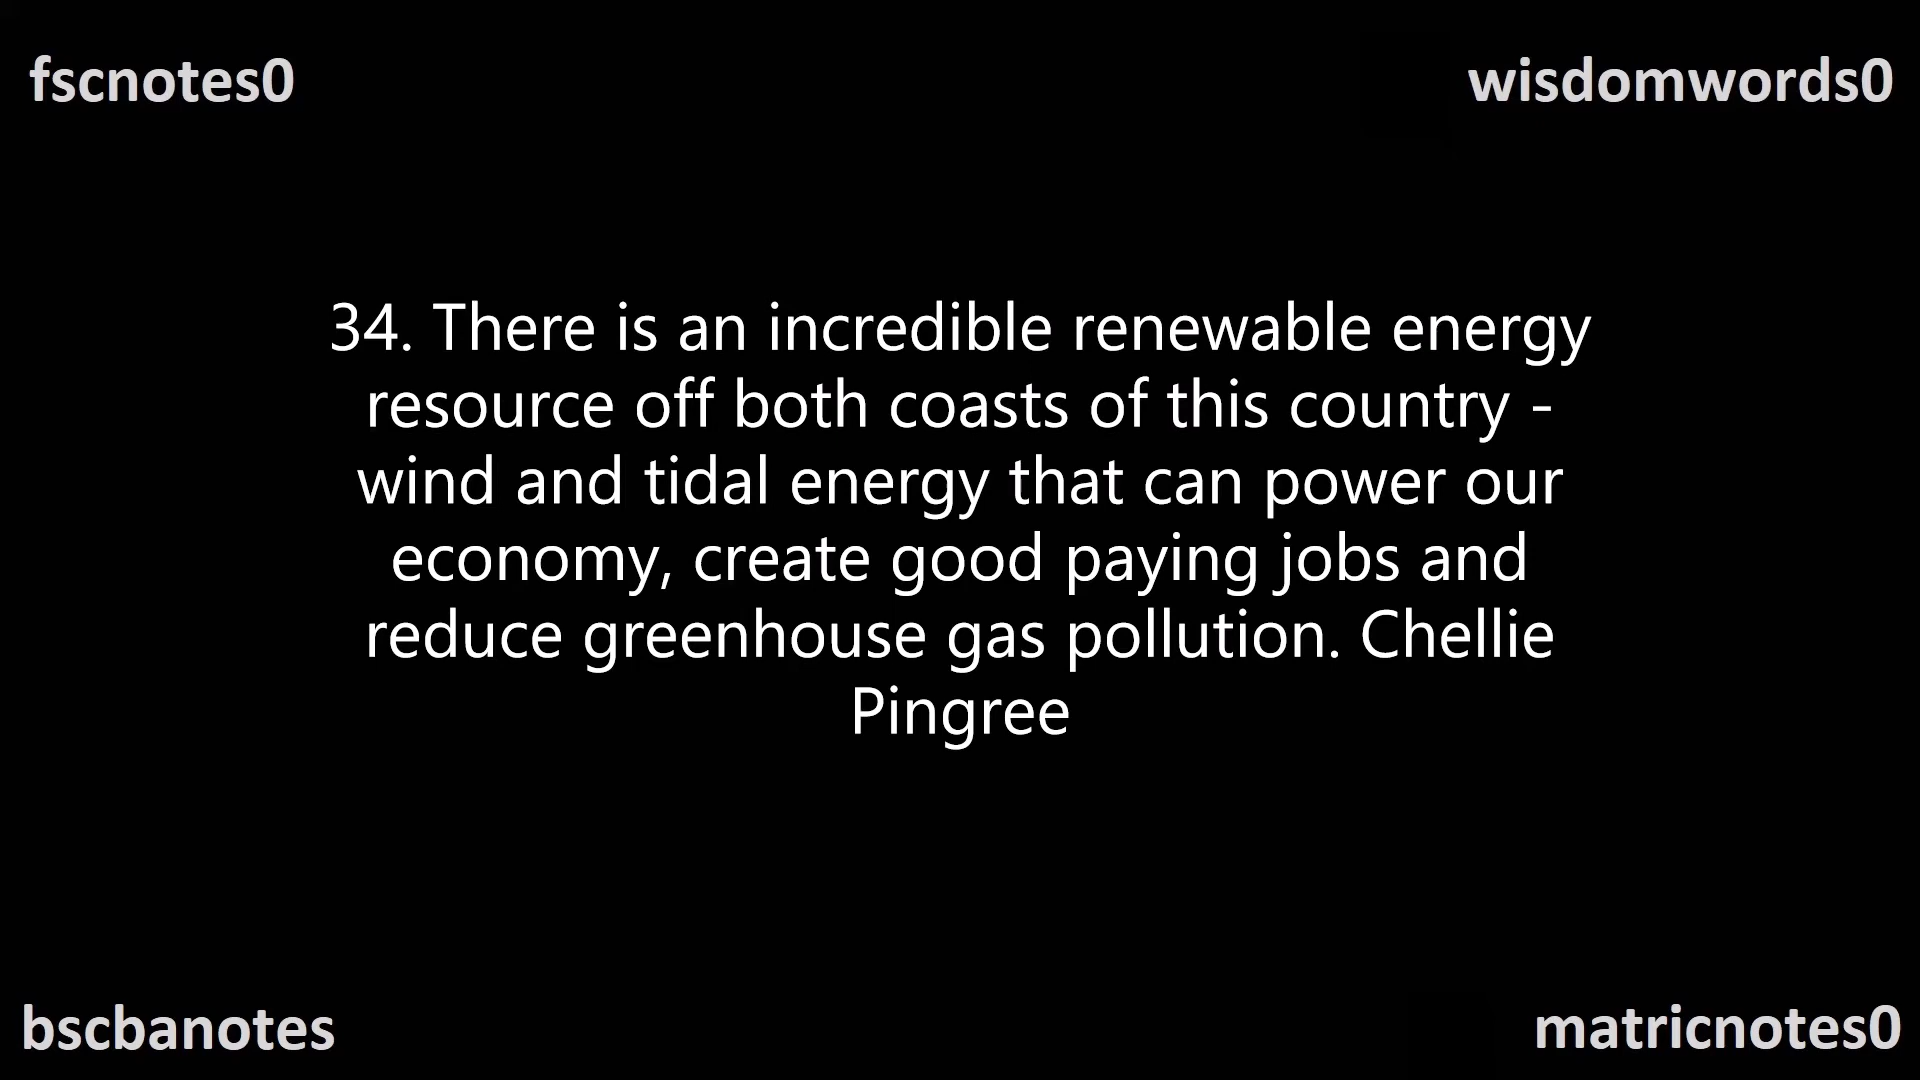 fscnotes0
wisdomwords0
34. There is an incredible renewable energy
resource off both coasts of this country -
wind and tidal energy that can power our
economy, create good paying jobs and
reduce greenhouse gas pollution. Chellie
Pingree
bscbanotes
matricnotes0